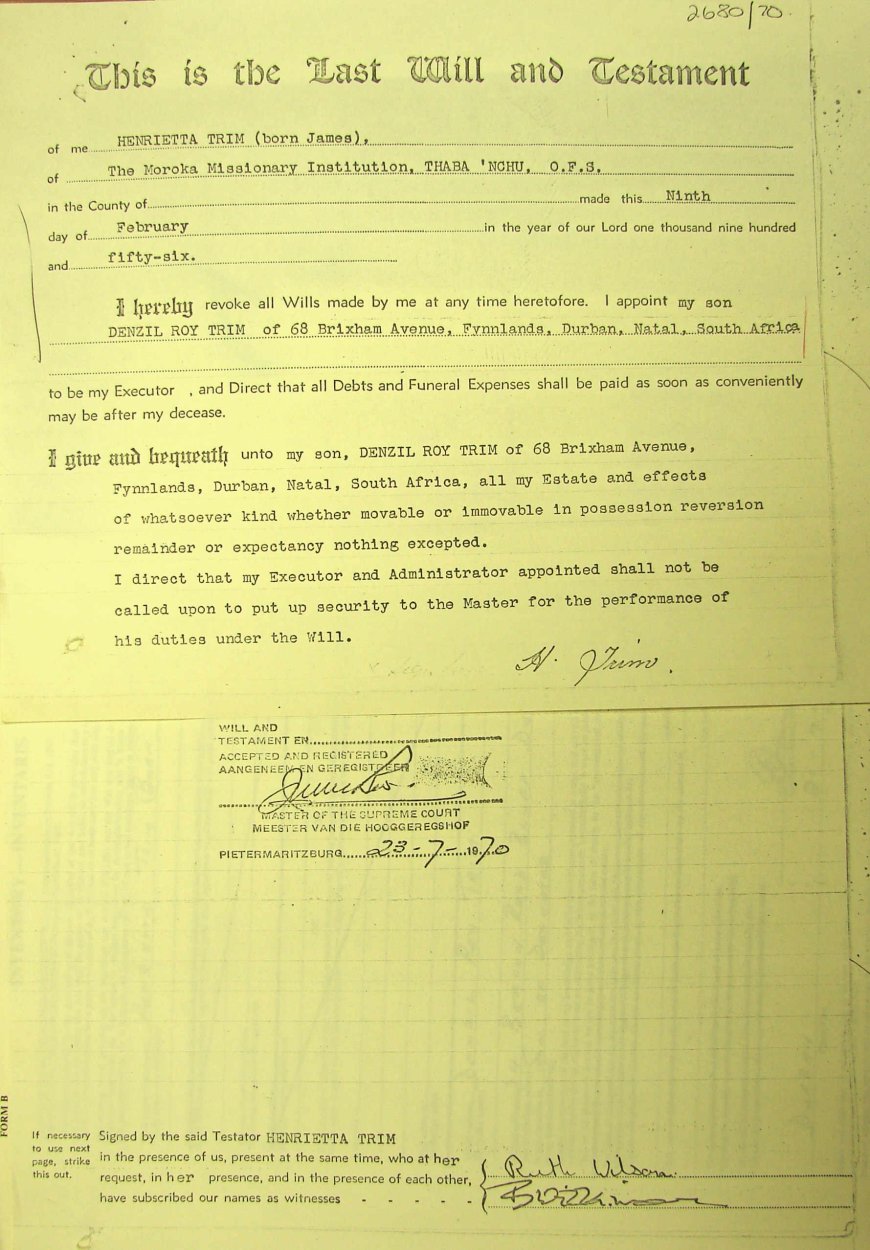 2680/70.
This is the Last Will and Testament
of me HENRIETTA TRIM (born James),
of The Moroka Missionary Institution, THABA 'NCHU, O.F.S.
in the County of made this Ninth
day of February in the year of our Lord one thousand nine hundred
and fifty-six.
I hereby revoke all Wills made by me at any time heretofore. I appoint my son
DENZIL ROY TRIM of 68 Brixham Avenue, Fynnlands, Durban, Natal, South Africa
to be my Executor , and Direct that all Debts and Funeral Expenses shall be paid as soon as conveniently
may be after my decease.
I give and bequeath unto my son, DENZIL ROY TRIM of 68 Brixham Avenue,
Fynnlands, Durban, Natal, South Africa, all my Estate and effects
of whatsoever kind whether movable or immovable in possession reversion
remainder or expectancy nothing excepted.
I direct that my Executor and Administrator appointed shall not be
called upon to put up security to the Master for the performance of
his duties under the Will.
H. Trim.
WILL AND
TESTAMENT EN
ACCEPTED AND REGISTERED
AANGENEEM EN GEREGISTREER
MASTER OF THE SUPREME COURT
MEESTER VAN DIE HOOGGEREGSHOF
PIETERMARITZBURG 23-7-1970
FORM B
If necessary
to use next
page, strike
this out.
Signed by the said Testator HENRIETTA TRIM
in the presence of us, present at the same time, who at her
request, in her presence, and in the presence of each other,
have subscribed our names as witnesses - - - -
Ruth Wilson.